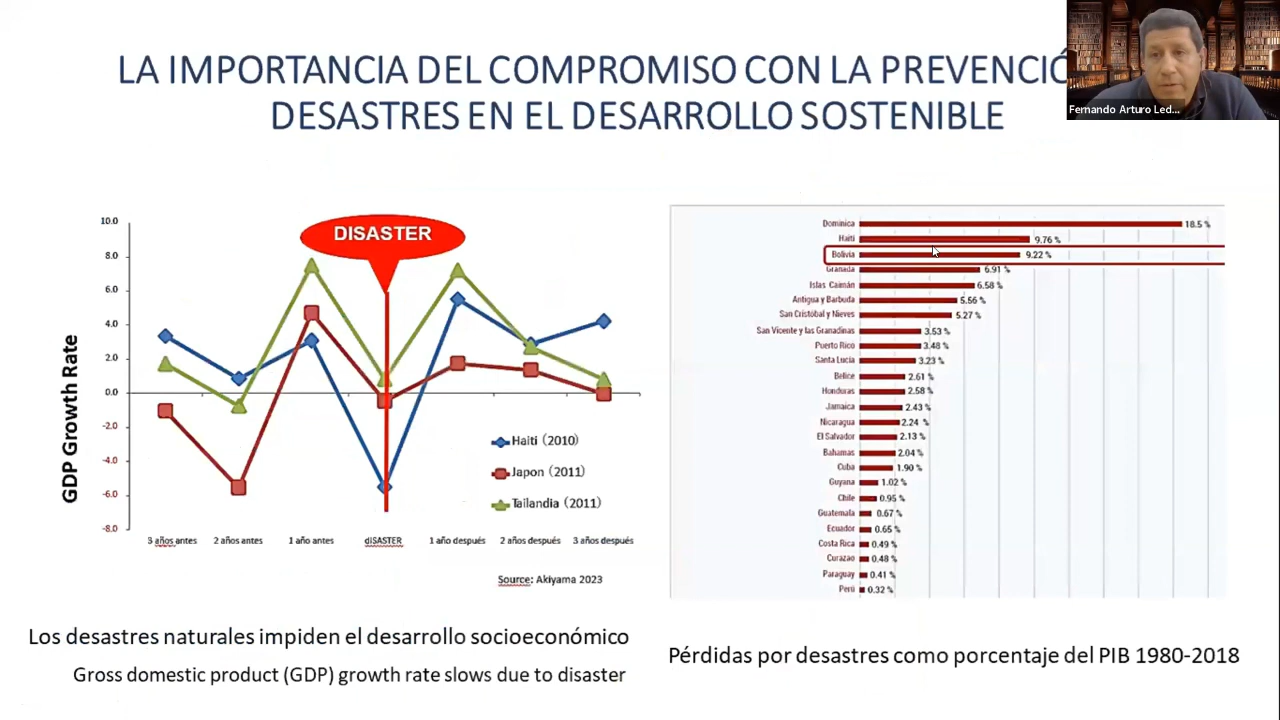 LA IMPORTANCIA DEL COMPROMISO CON LA PREVENCIÓ
DESASTRES EN EL DESARROLLO SOSTENIBLE
Fernando Arturo Led...
DISASTER
GDP Growth Rate
10.0
8.0
6.0
4.0
2.0
0.0
-2.0
-4.0
-6.0
-8.0
3 años antes
2 años antes
1 año antes
dISASTER
1 año después
2 años después
3 años después
Haiti (2010)
Japon (2011)
Tailandia (2011)
Source: Akiyama 2023
Los desastres naturales impiden el desarrollo socioeconómico
Gross domestic product (GDP) growth rate slows due to disaster
Dominica 18.5 %
Haití 9.76 %
Bolivia 9.22 %
Granada 6.91 %
Islas Caimán 6.58 %
Antigua y Barbuda 5.56 %
San Cristóbal y Nieves 5.27 %
San Vicente y las Granadinas 3.53 %
Puerto Rico 3.48 %
Santa Lucía 3.23 %
Belice 2.61 %
Honduras 2.58 %
Jamaica 2.43 %
Nicaragua 2.24 %
El Salvador 2.13 %
Bahamas 2.04 %
Cuba 1.90 %
Guyana 1.02 %
Chile 0.95 %
Guatemala 0.67 %
Ecuador 0.65 %
Costa Rica 0.49 %
Curazao 0.48 %
Paraguay 0.41 %
Perú 0.32 %
Pérdidas por desastres como porcentaje del PIB 1980-2018